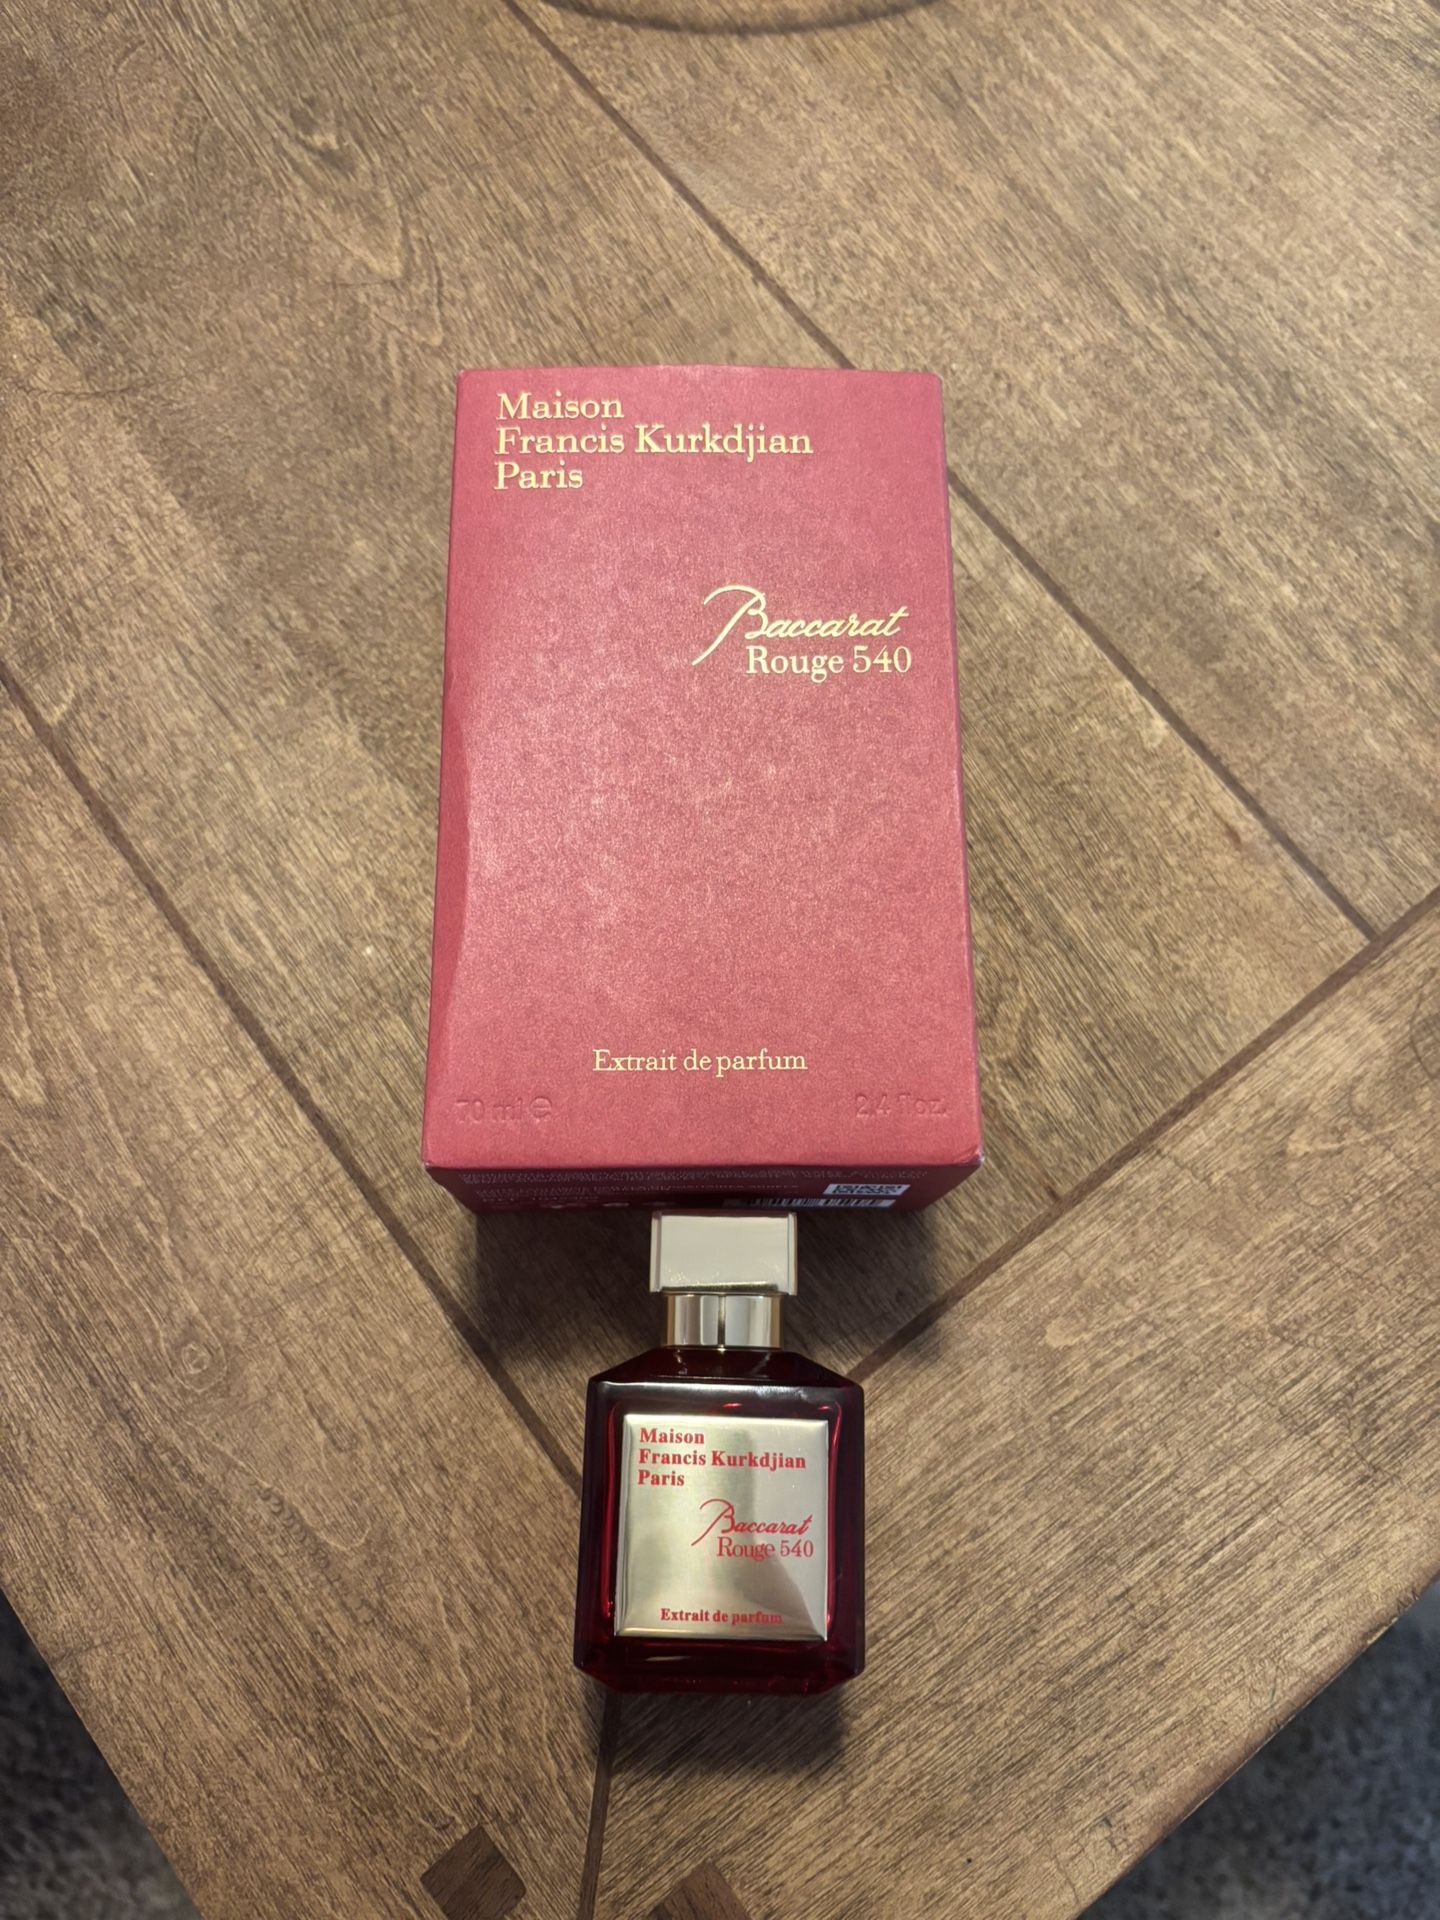 Maison
Francis Kurkdjian
Paris
Baccarat
Rouge 540
Extrait de parfum
70 ml e
2.4 fl oz.
Maison
Francis Kurkdjian
Paris
Baccarat
Rouge 540
Extrait de parfum